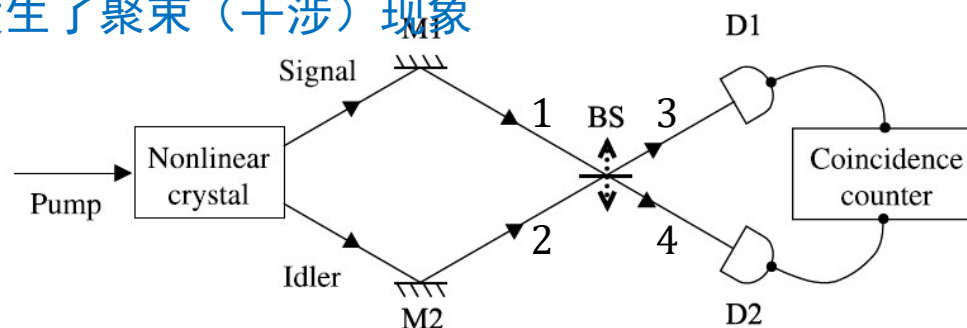 生了聚束（干涉）现象
M1
D1
Signal
1
BS
3
Nonlinear
crystal
Coincidence
counter
Pump
2
4
Idler
M2
D2